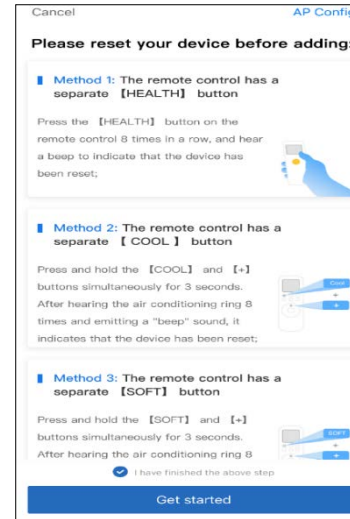 Cancel
AP Config
Please reset your device before adding:
Method 1: The remote control has a
separate 【HEALTH】 button
Press the 【HEALTH】 button on the
remote control 8 times in a row, and hear
a beep to indicate that the device has
been reset;
Method 2: The remote control has a
separate 【 COOL 】 button
Press and hold the 【COOL】 and 【+】
buttons simultaneously for 3 seconds.
After hearing the air conditioning ring 8
times and emitting a "beep" sound, it
indicates that the device has been reset;
Cool
+
Method 3: The remote control has a
separate 【SOFT】 button
Press and hold the 【SOFT】 and 【+】
buttons simultaneously for 3 seconds.
After hearing the air conditioning ring 8
SOFT
+
I have finished the above step
Get started